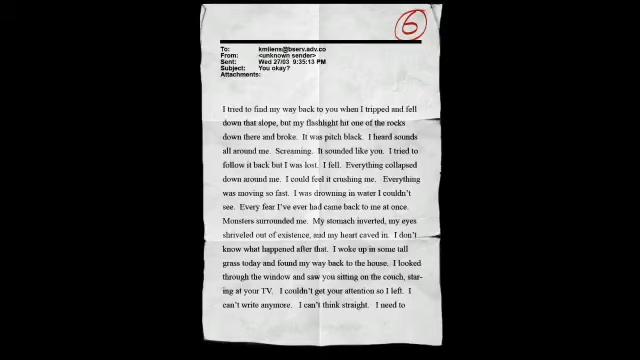 6
To: kmliens@bserv.adv.co
From: <unknown sender>
Sent: Wed 27/03 9:35:13 PM
Subject: You okay?
Attachments:
I tried to find my way back to you when I tripped and fell
down that slope, but my flashlight hit one of the rocks
down there and broke. It was pitch black. I heard sounds
all around me. Screaming. It sounded like you. I tried to
follow it back but I was lost. I fell. Everything collapsed
down around me. I could feel it crushing me. Everything
was moving so fast. I was drowning in water I couldn't
see. Every fear I've ever had came back to me at once.
Monsters surrounded me. My stomach inverted, my eyes
shriveled out of existence, and my heart caved in. I don't
know what happened after that. I woke up in some tall
grass today and found my way back to the house. I looked
through the window and saw you sitting on the couch, star-
ing at your TV. I couldn't get your attention so I left. I
can't write anymore. I can't think straight. I need to